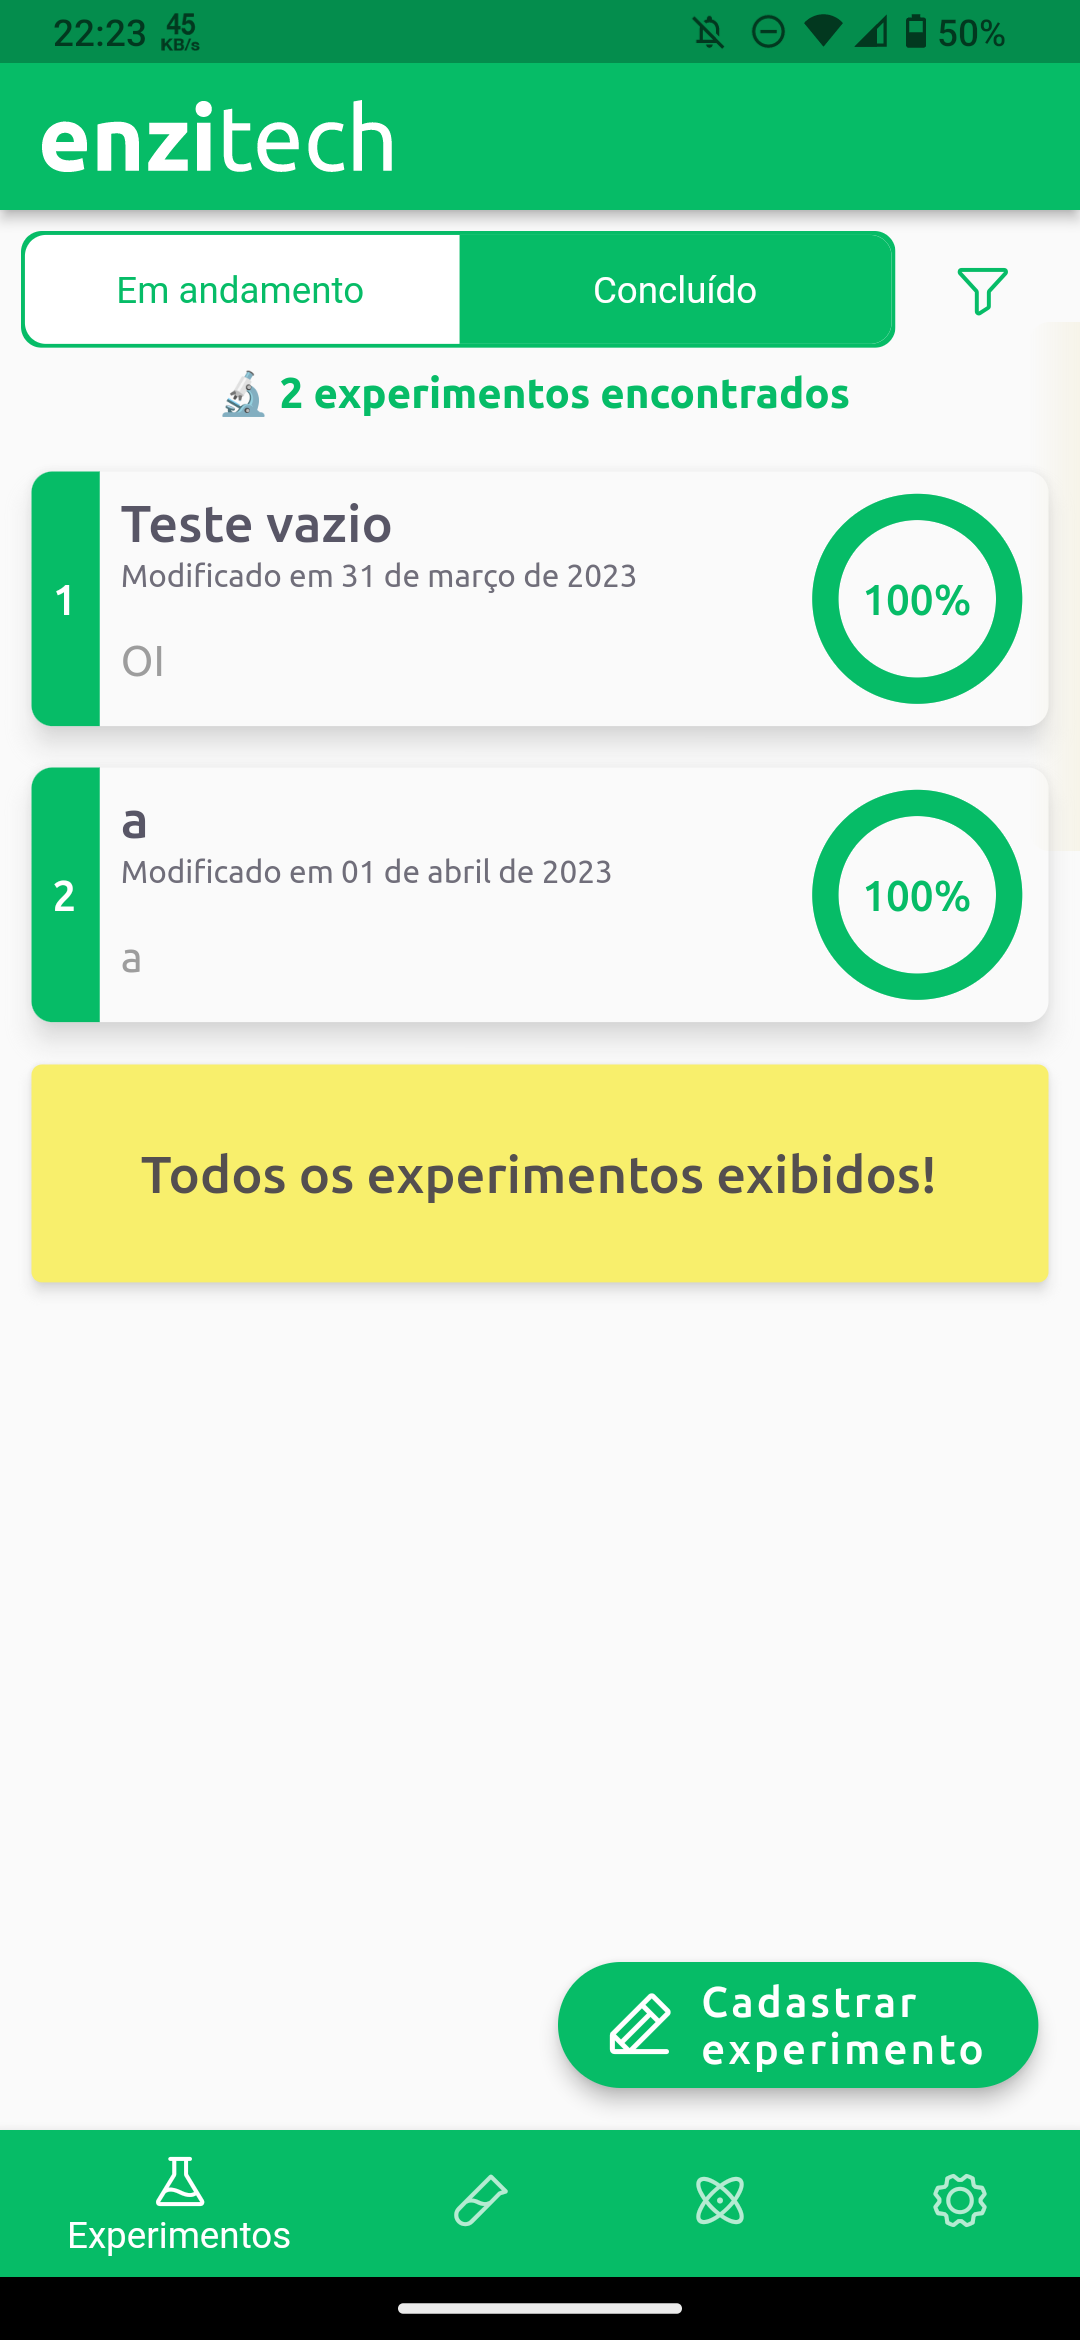 22:23 45 KB/s 50%
enzitech
Em andamento Concluído
2 experimentos encontrados
1
Teste vazio
Modificado em 31 de março de 2023
OI
100%
2
a
Modificado em 01 de abril de 2023
a
100%
Todos os experimentos exibidos!
Cadastrar
experimento
Experimentos